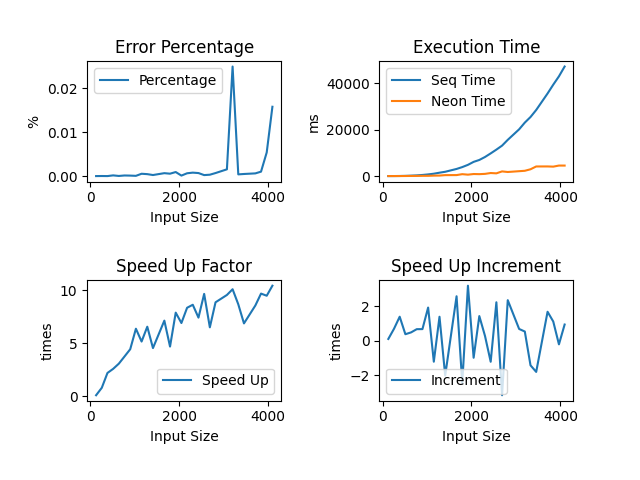 Error Percentage
%
0.02
0.01
0.00
Percentage
0
2000
4000
Input Size
Execution Time
ms
40000
20000
0
Seq Time
Neon Time
0
2000
4000
Input Size
Speed Up Factor
times
10
5
0
Speed Up
0
2000
4000
Input Size
Speed Up Increment
times
2
0
−2
Increment
0
2000
4000
Input Size